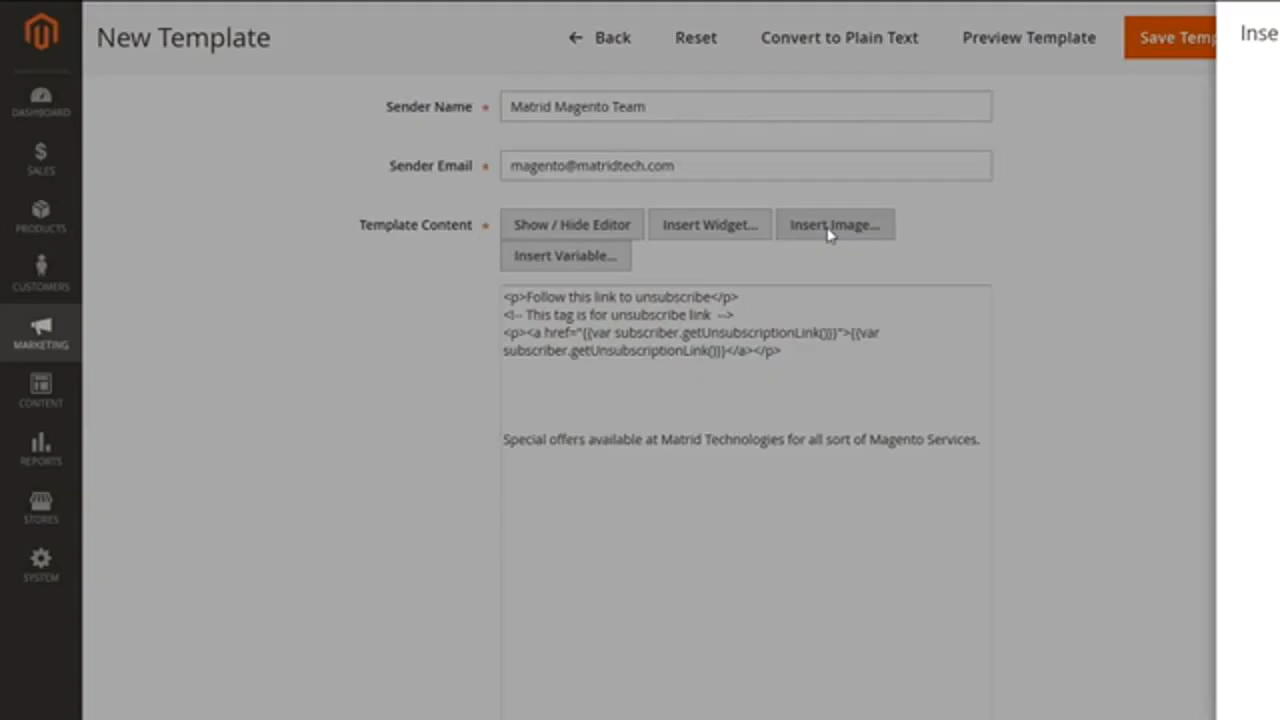 New Template
Back
Reset
Convert to Plain Text
Preview Template
Save
DASHBOARD
SALES
PRODUCTS
CUSTOMERS
MARKETING
CONTENT
REPORTS
STORES
SYSTEM
Sender Name *
Matrid Magento Team
Sender Email *
magento@matridtech.com
Template Content *
Show / Hide Editor
Insert Widget...
Insert Image...
Insert Variable...
<p>Follow this link to unsubscribe</p>
<!-- This tag is for unsubscribe link -->
<p><a href="{{var subscriber.getUnsubscriptionLink()}}">{{var
subscriber.getUnsubscriptionLink()}}</a></p>
Special offers available at Matrid Technologies for all sort of Magento Services.